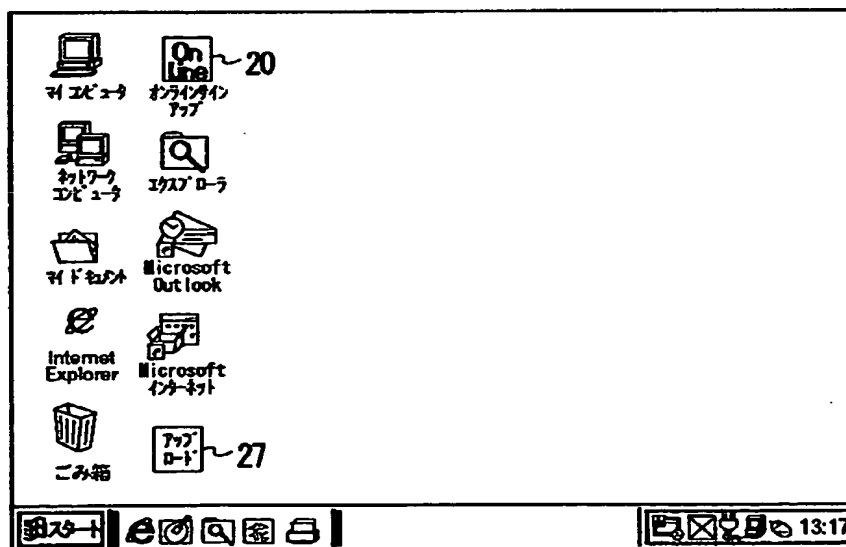 マイ コンピュータ
On
Line
20
オンラインサイン
アップ
ネットワーク
コンピュータ
エクスプローラ
マイ ドキュメント
Microsoft
Outlook
Internet
Explorer
Microsoft
インターネット
ごみ箱
アップ
ロード
27
スタート
13:17